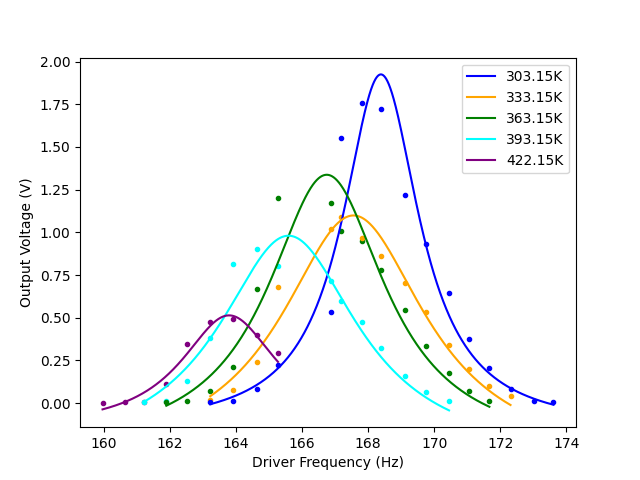 2.00
1.75
1.50
1.25
1.00
0.75
0.50
0.25
0.00
Output Voltage (V)
303.15K
333.15K
363.15K
393.15K
422.15K
160 162 164 166 168 170 172 174
Driver Frequency (Hz)